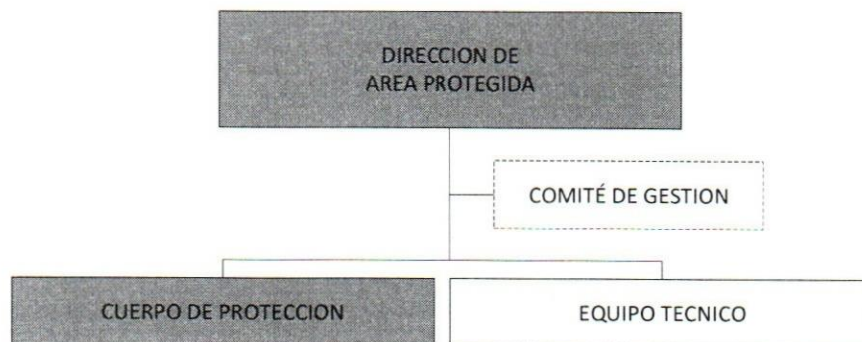 DIRECCION DE
AREA PROTEGIDA
COMITÉ DE GESTION
CUERPO DE PROTECCION
EQUIPO TECNICO